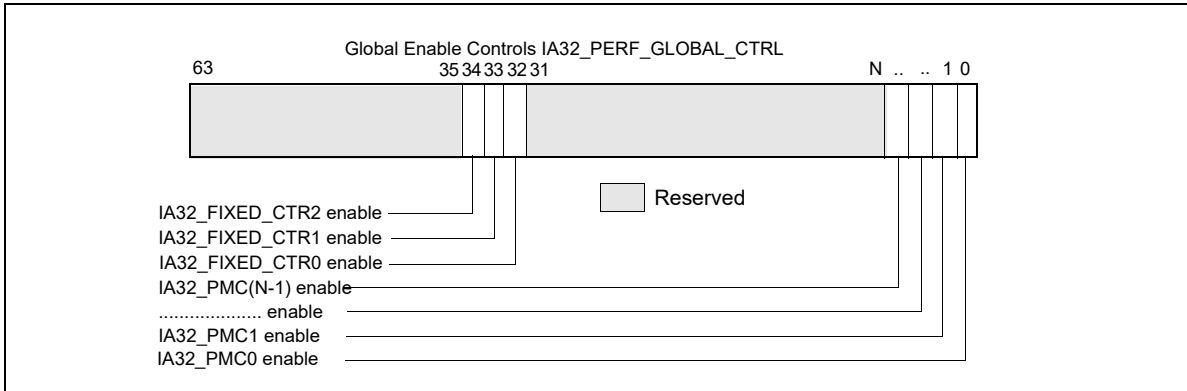 Global Enable Controls IA32_PERF_GLOBAL_CTRL
63 35 34 33 32 31 N .. .. 1 0
Reserved
IA32_FIXED_CTR2 enable
IA32_FIXED_CTR1 enable
IA32_FIXED_CTR0 enable
IA32_PMC(N-1) enable
.................... enable
IA32_PMC1 enable
IA32_PMC0 enable